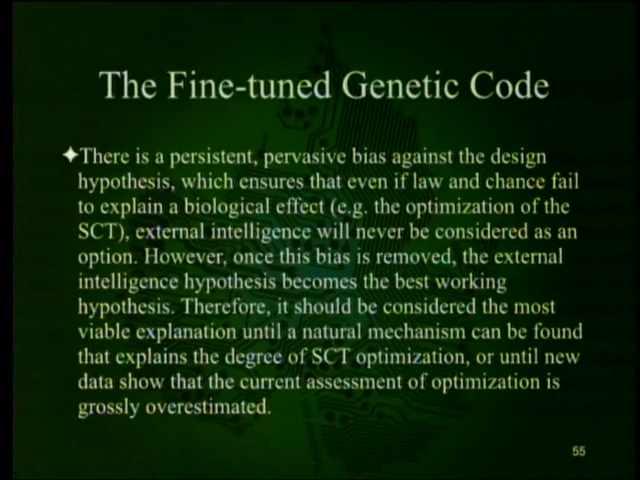 The Fine-tuned Genetic Code
There is a persistent, pervasive bias against the design
hypothesis, which ensures that even if law and chance fail
to explain a biological effect (e.g. the optimization of the
SCT), external intelligence will never be considered as an
option. However, once this bias is removed, the external
intelligence hypothesis becomes the best working
hypothesis. Therefore, it should be considered the most
viable explanation until a natural mechanism can be found
that explains the degree of SCT optimization, or until new
data show that the current assessment of optimization is
grossly overestimated.
55